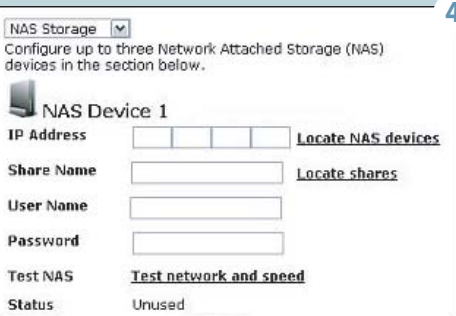 4
NAS Storage
Configure up to three Network Attached Storage (NAS)
devices in the section below.
NAS Device 1
IP Address Locate NAS devices
Share Name Locate shares
User Name
Password
Test NAS Test network and speed
Status Unused